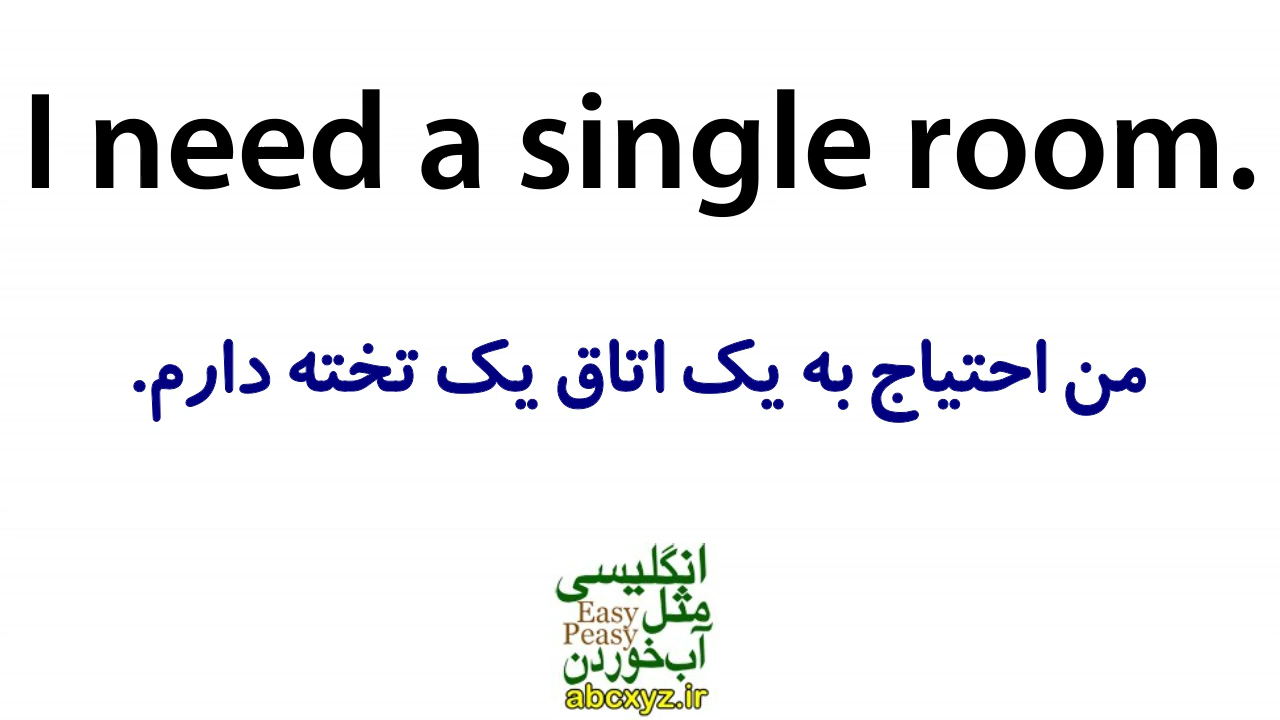 I need a single room.
من احتیاج به یک اتاق یک تخته دارم.
انگلیسی
مثل
Easy
Peasy
آب‌خوردن
abcxyz.ir